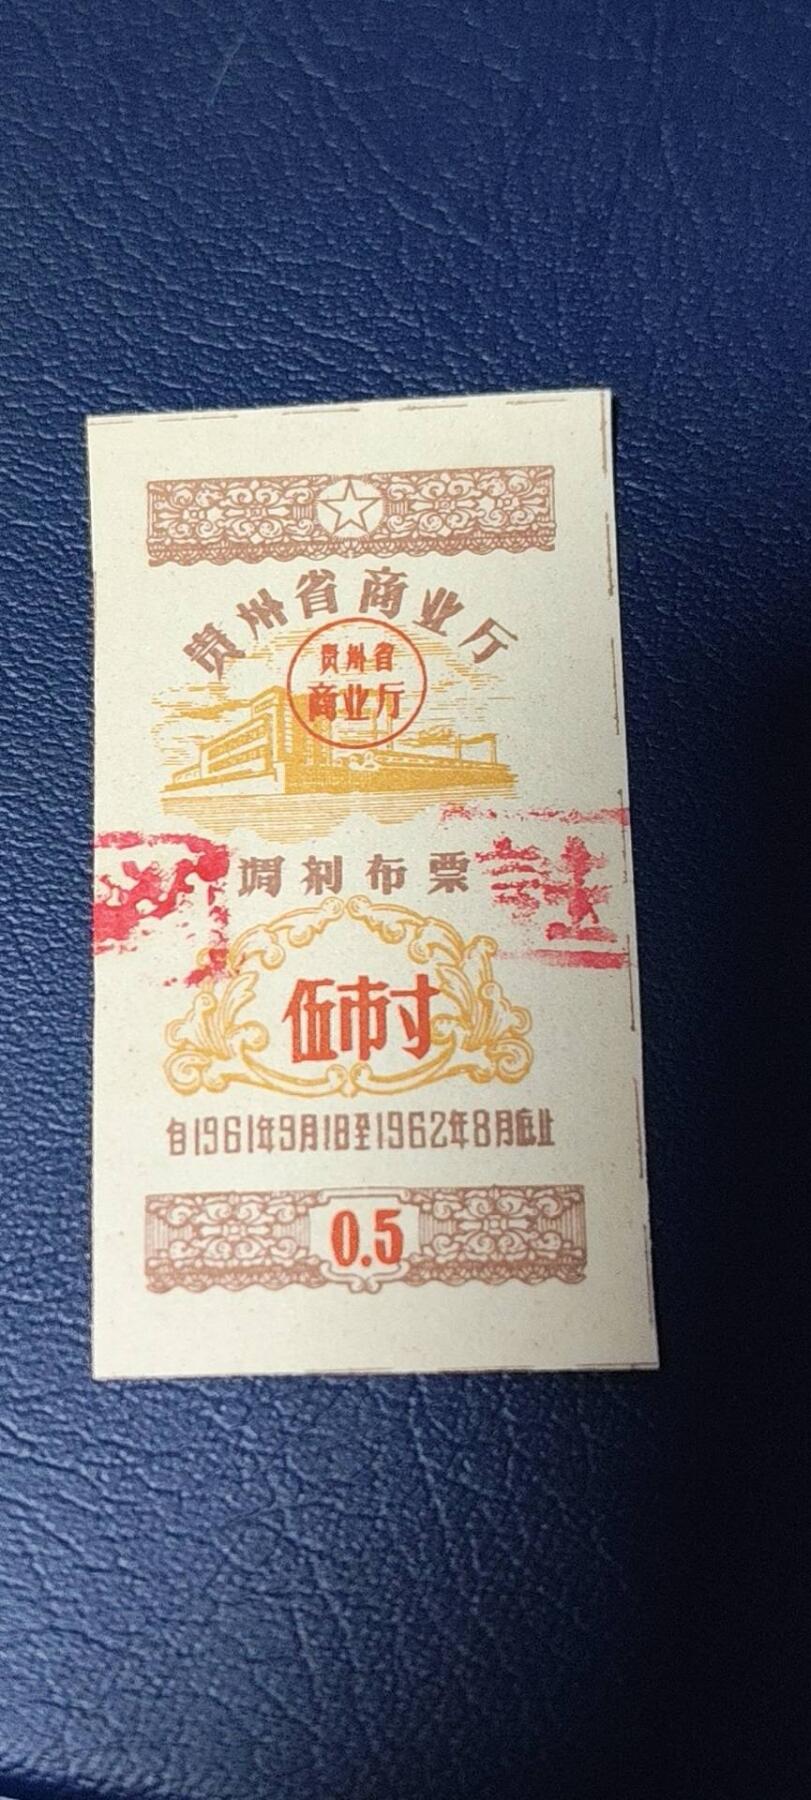 贵州省商业厅
贵州省
商业厅
调剂布票
伍市寸
自1961年9月1日至1962年8月底止
0.5